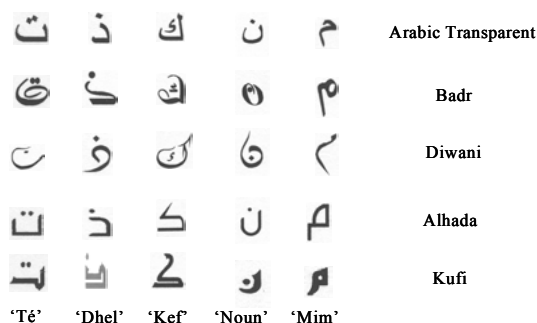 ت ذ ك ن م Arabic Transparent
ت ذ ك ن م Badr
ت ذ ك ن م Diwani
ت ذ ك ن م Alhada
ت ذ ك ن م Kufi
‘Té’ ‘Dhel’ ‘Kef’ ‘Noun’ ‘Mim’